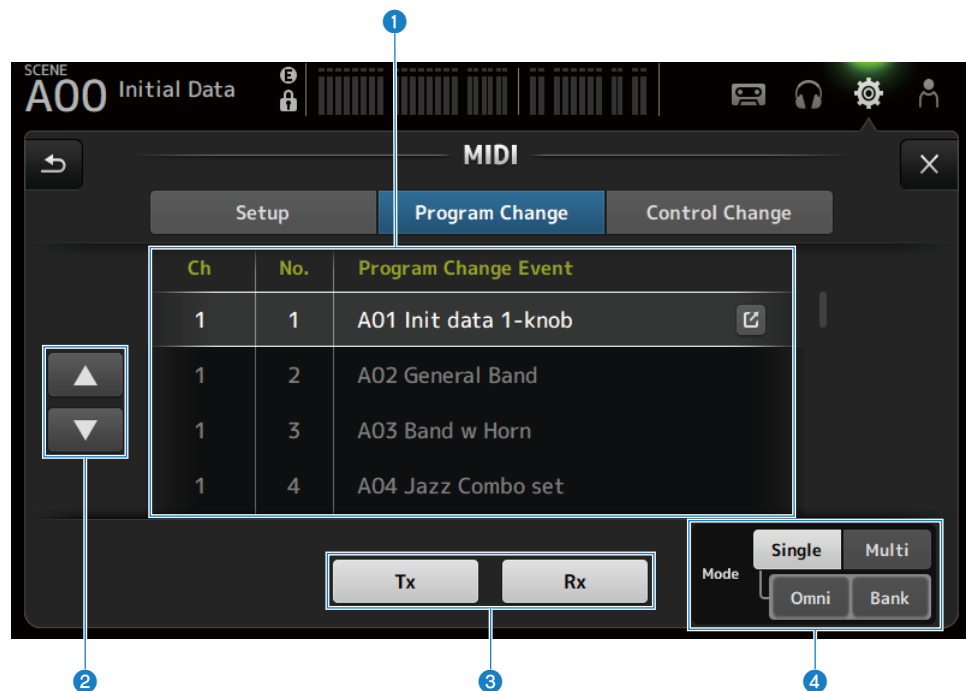 1
SCENE
A00 Initial Data E
MIDI
Setup Program Change Control Change
Ch No. Program Change Event
1 1 A01 Init data 1-knob
1 2 A02 General Band
1 3 A03 Band w Horn
1 4 A04 Jazz Combo set
Mode Single Multi
Omni Bank
Tx Rx
2 3 4